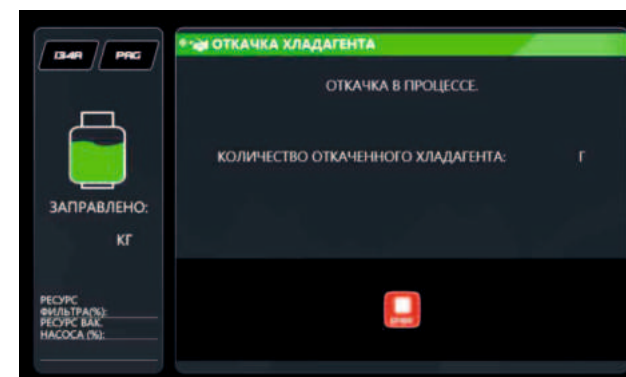 134A PAG
ОТКАЧКА ХЛАДАГЕНТА
ОТКАЧКА В ПРОЦЕССЕ.
КОЛИЧЕСТВО ОТКАЧЕННОГО ХЛАДАГЕНТА: Г
ЗАПРАВЛЕНО:
КГ
РЕСУРС
ФИЛЬТРА(%):
РЕСУРС ВАК.
НАСОСА (%):